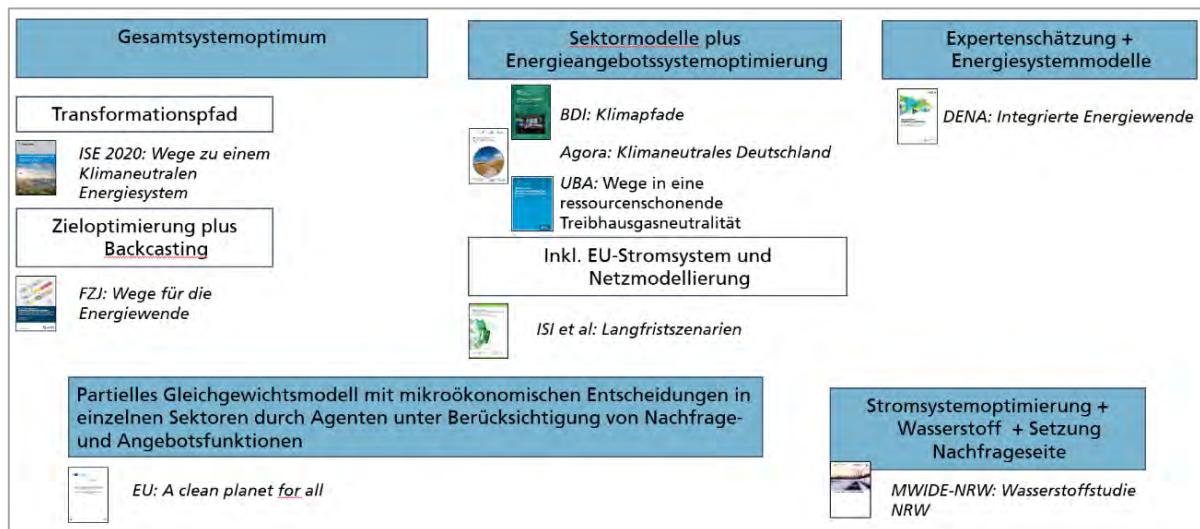 Gesamtsystemoptimum
Transformationspfad
ISE 2020: Wege zu einem
Klimaneutralen
Energiesystem
Zieloptimierung plus
Backcasting
FZJ: Wege für die
Energiewende
Sektormodelle plus
Energieangebotssystemoptimierung
BDI: Klimapfade
Agora: Klimaneutrales Deutschland
UBA: Wege in eine
ressourcenschonende
Treibhausgasneutralität
Inkl. EU-Stromsystem und
Netzmodellierung
ISI et al: Langfristszenarien
Expertenschätzung +
Energiesystemmodelle
DENA: Integrierte Energiewende
Partielles Gleichgewichtsmodell mit mikroökonomischen Entscheidungen in
einzelnen Sektoren durch Agenten unter Berücksichtigung von Nachfrage-
und Angebotsfunktionen
EU: A clean planet for all
Stromsystemoptimierung +
Wasserstoff + Setzung
Nachfrageseite
MWIDE-NRW: Wasserstoffstudie
NRW